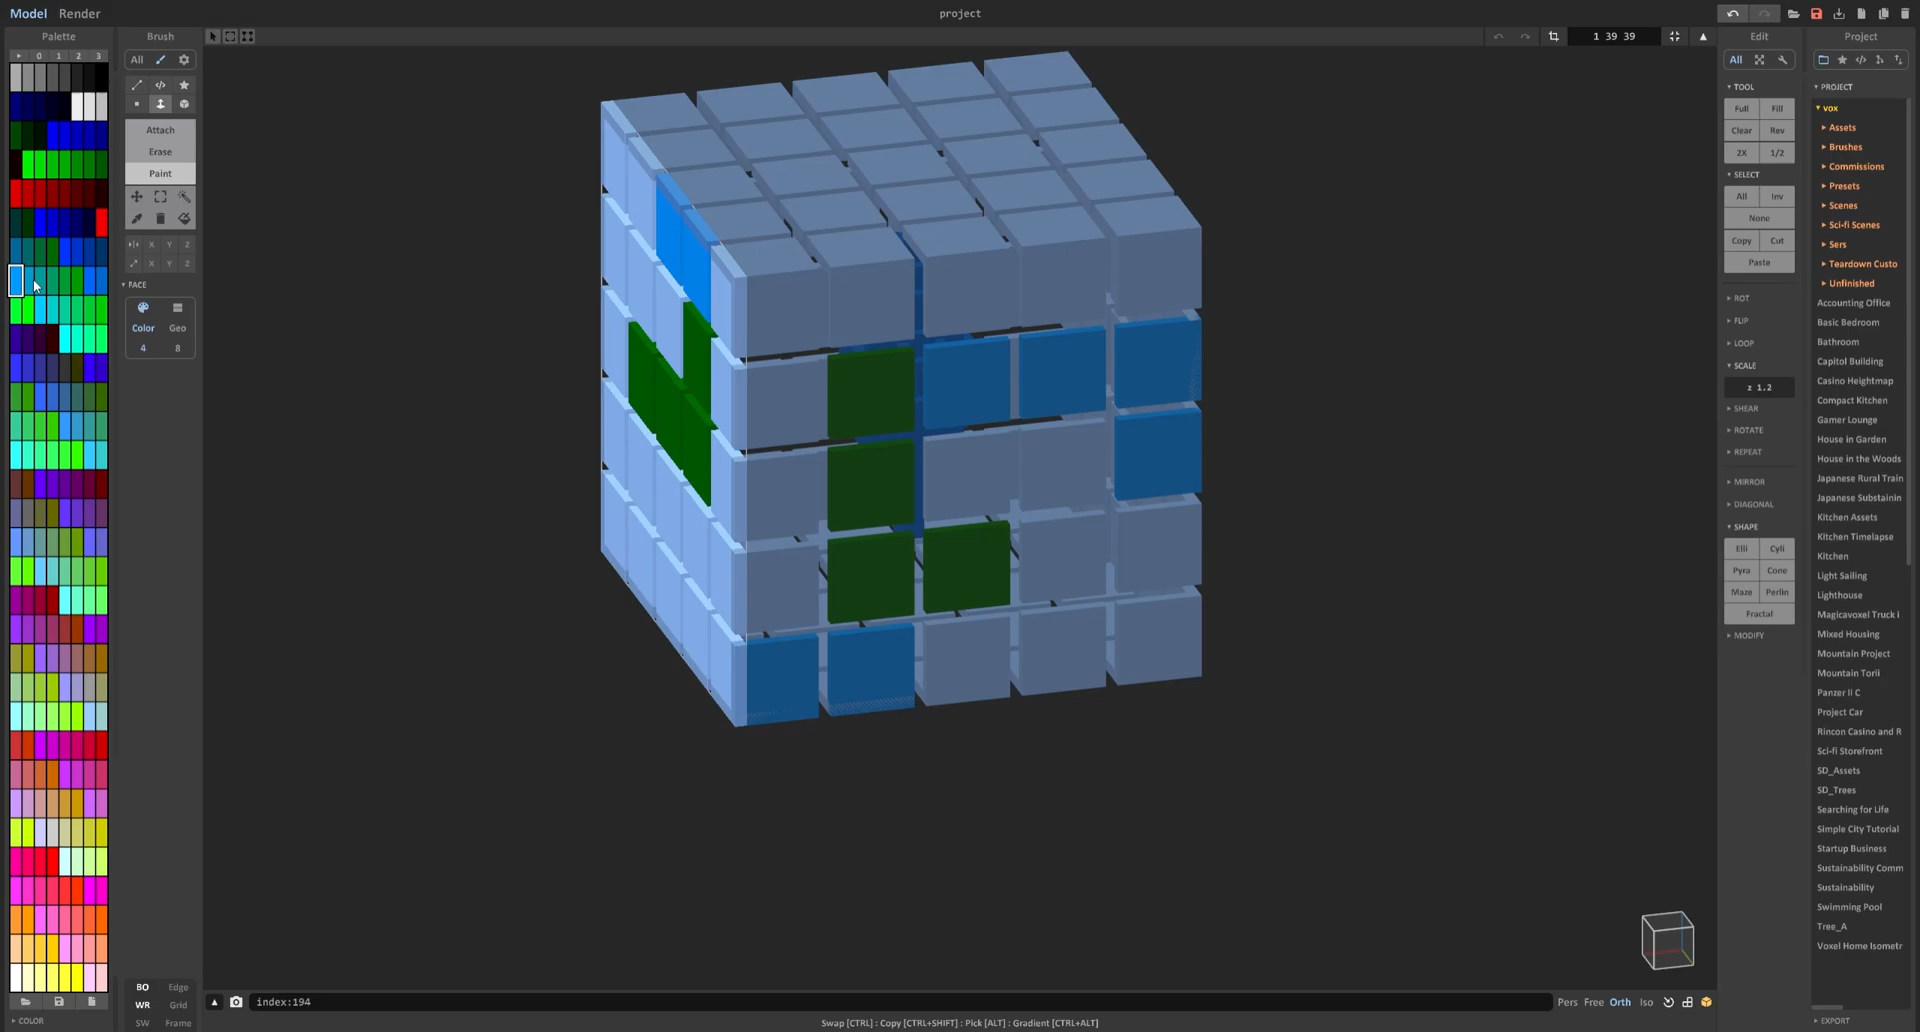 Model Render project
Palette Brush 1 39 39 Edit Project
0 1 2 3
All
Attach
Erase
Paint
X Y Z
X Y Z
FACE
Color Geo
4 8
BO Edge
WR Grid
SW Frame
COLOR
index:194
Pers Free Orth Iso
Swap [CTRL] : Copy [CTRL+SHIFT] : Pick [ALT] : Gradient [CTRL+ALT]
All
TOOL
Full Fill
Clear Rev
2X 1/2
SELECT
All Inv
None
Copy Cut
Paste
ROT
FLIP
LOOP
SCALE
z 1.2
SHEAR
ROTATE
REPEAT
MIRROR
DIAGONAL
SHAPE
Elli Cyli
Pyra Cone
Maze Perlin
Fractal
MODIFY
PROJECT
vox
Assets
Brushes
Commissions
Presets
Scenes
Sci-fi Scenes
Sers
Teardown Custo
Unfinished
Accounting Office
Basic Bedroom
Bathroom
Capitol Building
Casino Heightmap
Compact Kitchen
Gamer Lounge
House in Garden
House in the Woods
Japanese Rural Train
Japanese Substainin
Kitchen Assets
Kitchen Timelapse
Kitchen
Light Sailing
Lighthouse
Magicavoxel Truck i
Mixed Housing
Mountain Project
Mountain Torii
Panzer II C
Project Car
Rincon Casino and R
Sci-fi Storefront
SD_Assets
SD_Trees
Searching for Life
Simple City Tutorial
Startup Business
Sustainability Comm
Sustainability
Swimming Pool
Tree_A
Voxel Home Isometr
EXPORT